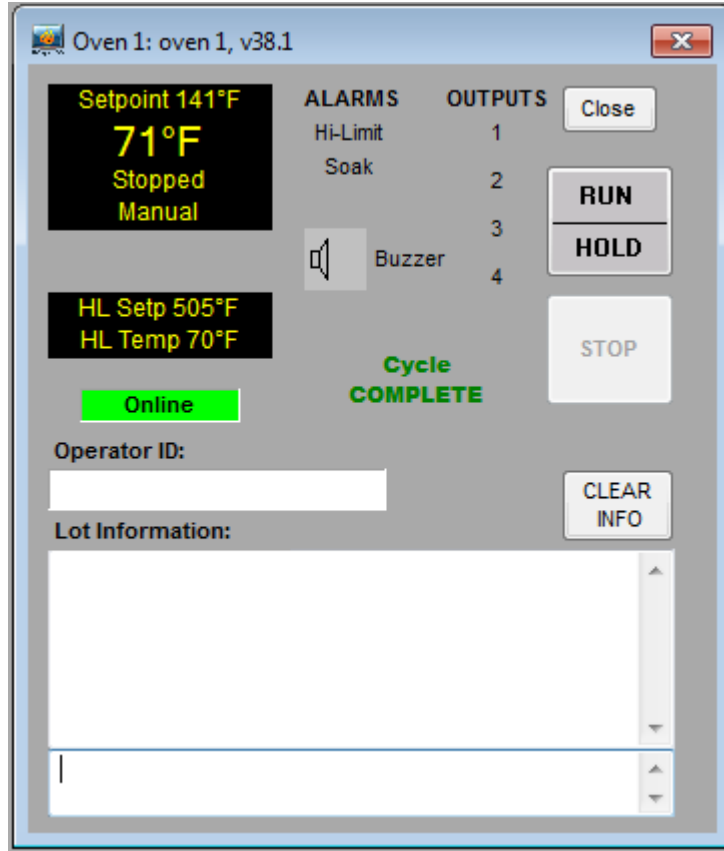 Oven 1: oven 1, v38.1
Setpoint 141°F
71°F
Stopped
Manual
ALARMS
Hi-Limit
Soak
OUTPUTS
1
2
3
4
Close
RUN
HOLD
Buzzer
HL Setp 505°F
HL Temp 70°F
STOP
Cycle
COMPLETE
Online
Operator ID:
CLEAR
INFO
Lot Information: